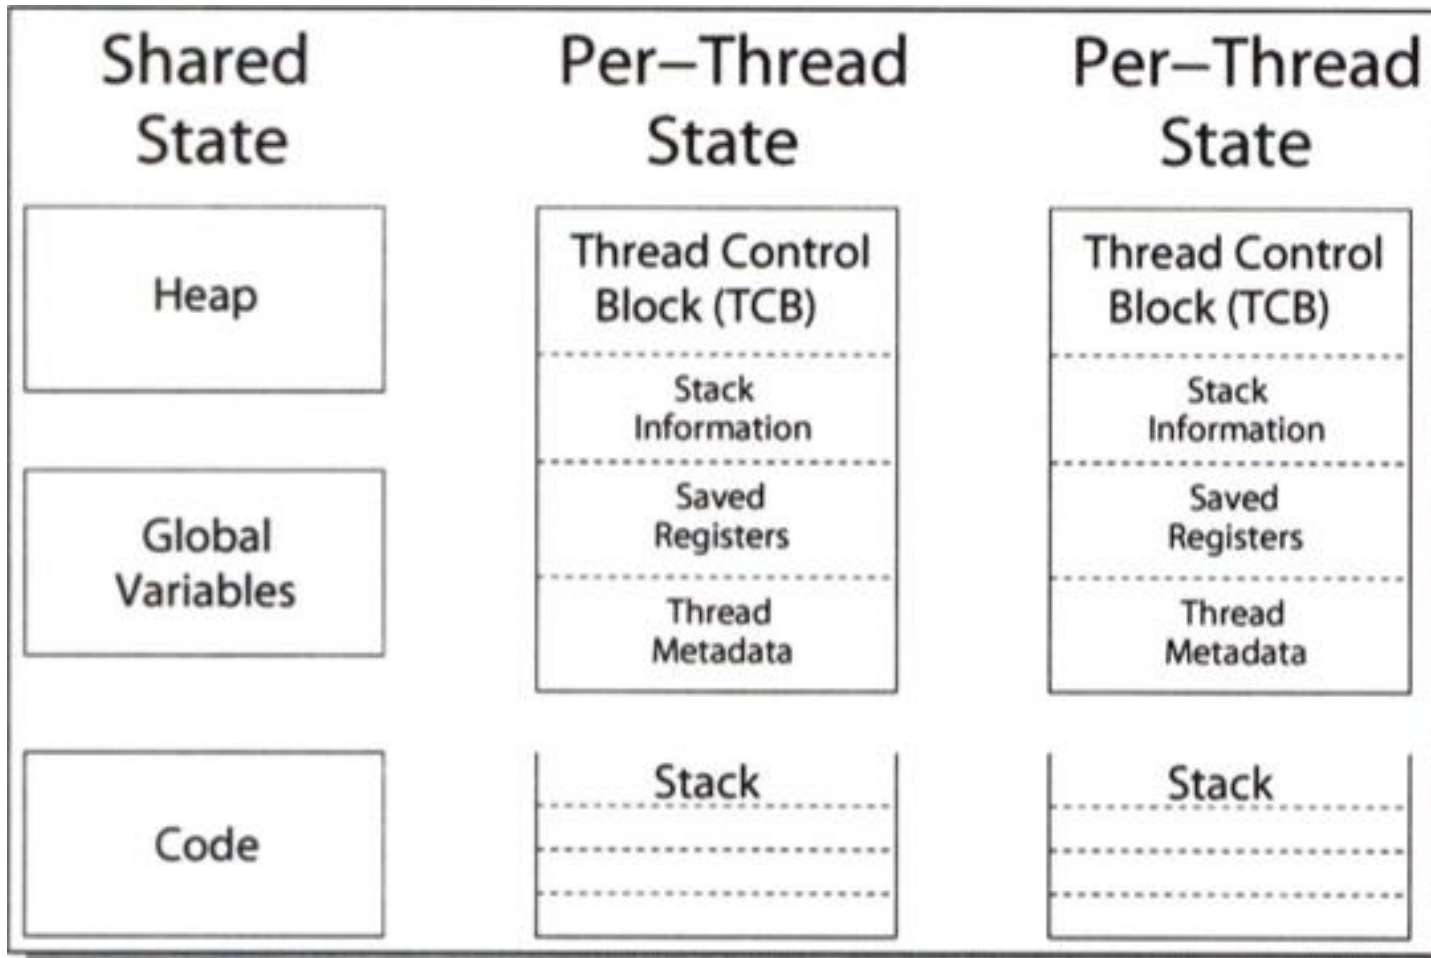 Shared
State
Heap
Global
Variables
Code
Per–Thread
State
Thread Control
Block (TCB)
Stack
Information
Saved
Registers
Thread
Metadata
Stack
Per–Thread
State
Thread Control
Block (TCB)
Stack
Information
Saved
Registers
Thread
Metadata
Stack